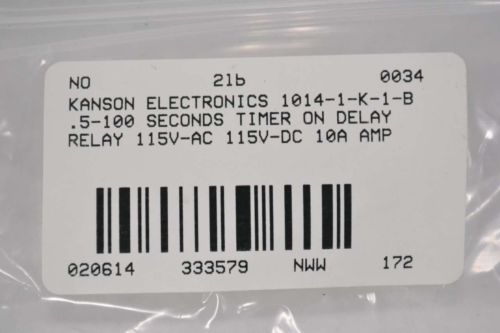 NO 2lb 0034
KANSON ELECTRONICS 1014-1-K-1-B
.5-100 SECONDS TIMER ON DELAY
RELAY 115V-AC 115V-DC 10A AMP
020614 333579 NWW 172